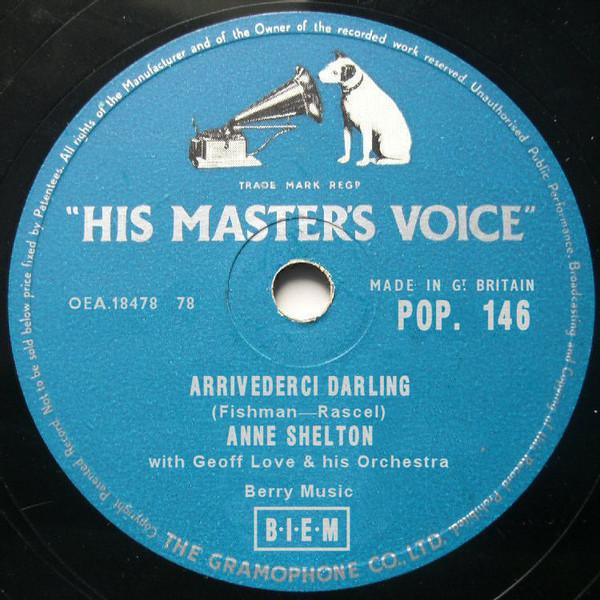 Patented Record Not to be sold below price fixed by Patentees. All rights of the Manufacturer and of the Owner of the recorded work reserved. Unauthorised Public Performance, Broadcasting and Copying of this Record Prohibited.
TRADE MARK REGD
"HIS MASTER'S VOICE"
OEA.18478 78
MADE IN GT BRITAIN
POP. 146
ARRIVEDERCI DARLING
(Fishman—Rascel)
ANNE SHELTON
with Geoff Love & his Orchestra
Berry Music
B·I·E·M
Copyright
THE GRAMOPHONE CO., LTD.